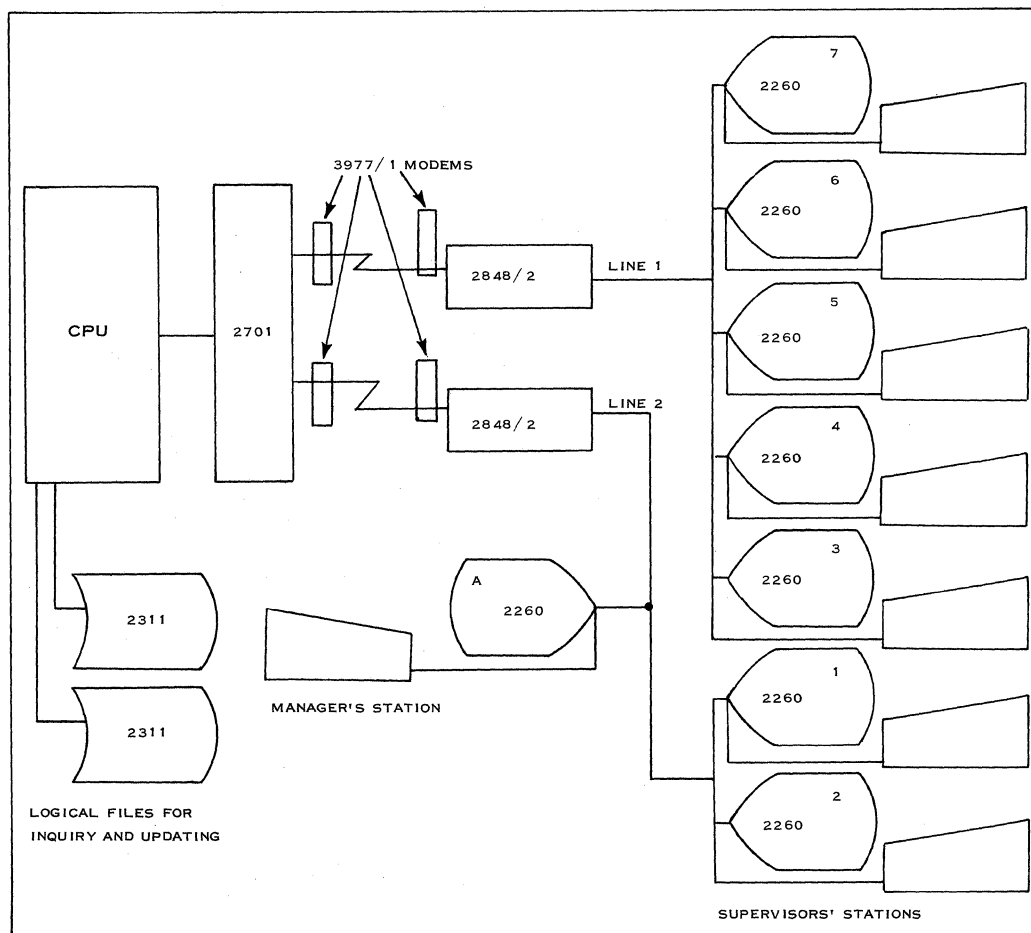 7
2260
3977/1 MODEMS
6
2260
2848/2
LINE 1
CPU
2701
5
2260
2848/2
LINE 2
4
2260
A
2260
3
2260
2311
MANAGER'S STATION
1
2260
2311
2
2260
LOGICAL FILES FOR
INQUIRY AND UPDATING
SUPERVISORS' STATIONS